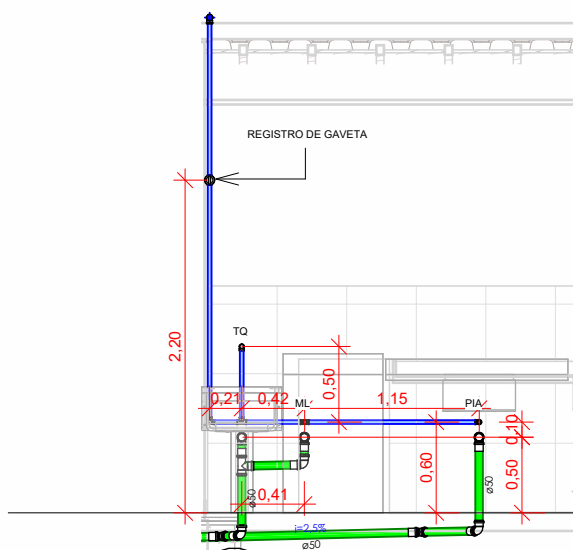 REGISTRO DE GAVETA
2,20
TQ
0,50
0,21
0,42
ML
1,15
PIA
0,10
0,60
0,50
ø50
0,41
ø50
i=2.5%
ø50